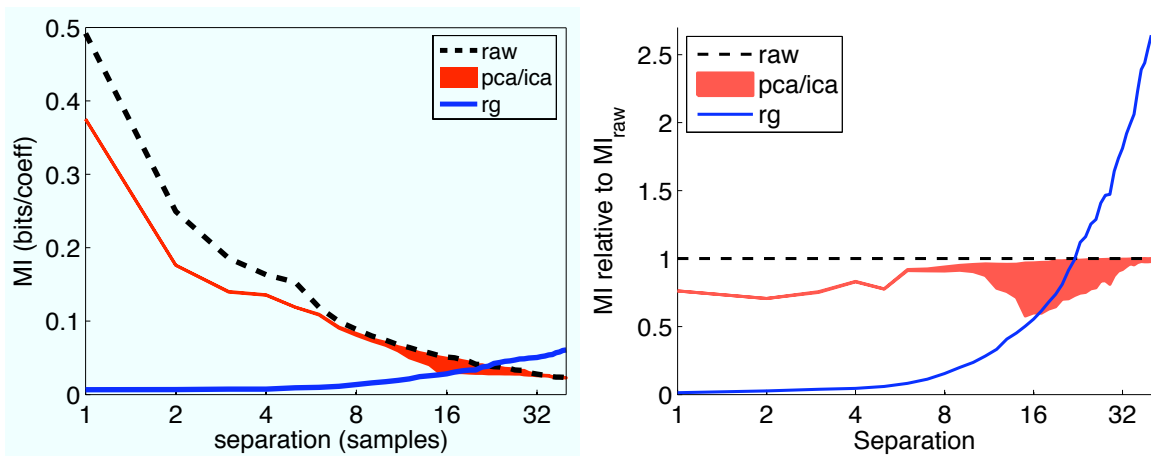 0.5
0.4
0.3
0.2
0.1
0
MI (bits/coeff)
raw
pca/ica
rg
1 2 4 8 16 32
separation (samples)
2.5
2
1.5
1
0.5
0
MI relative to MI_raw
raw
pca/ica
rg
1 2 4 8 16 32
Separation